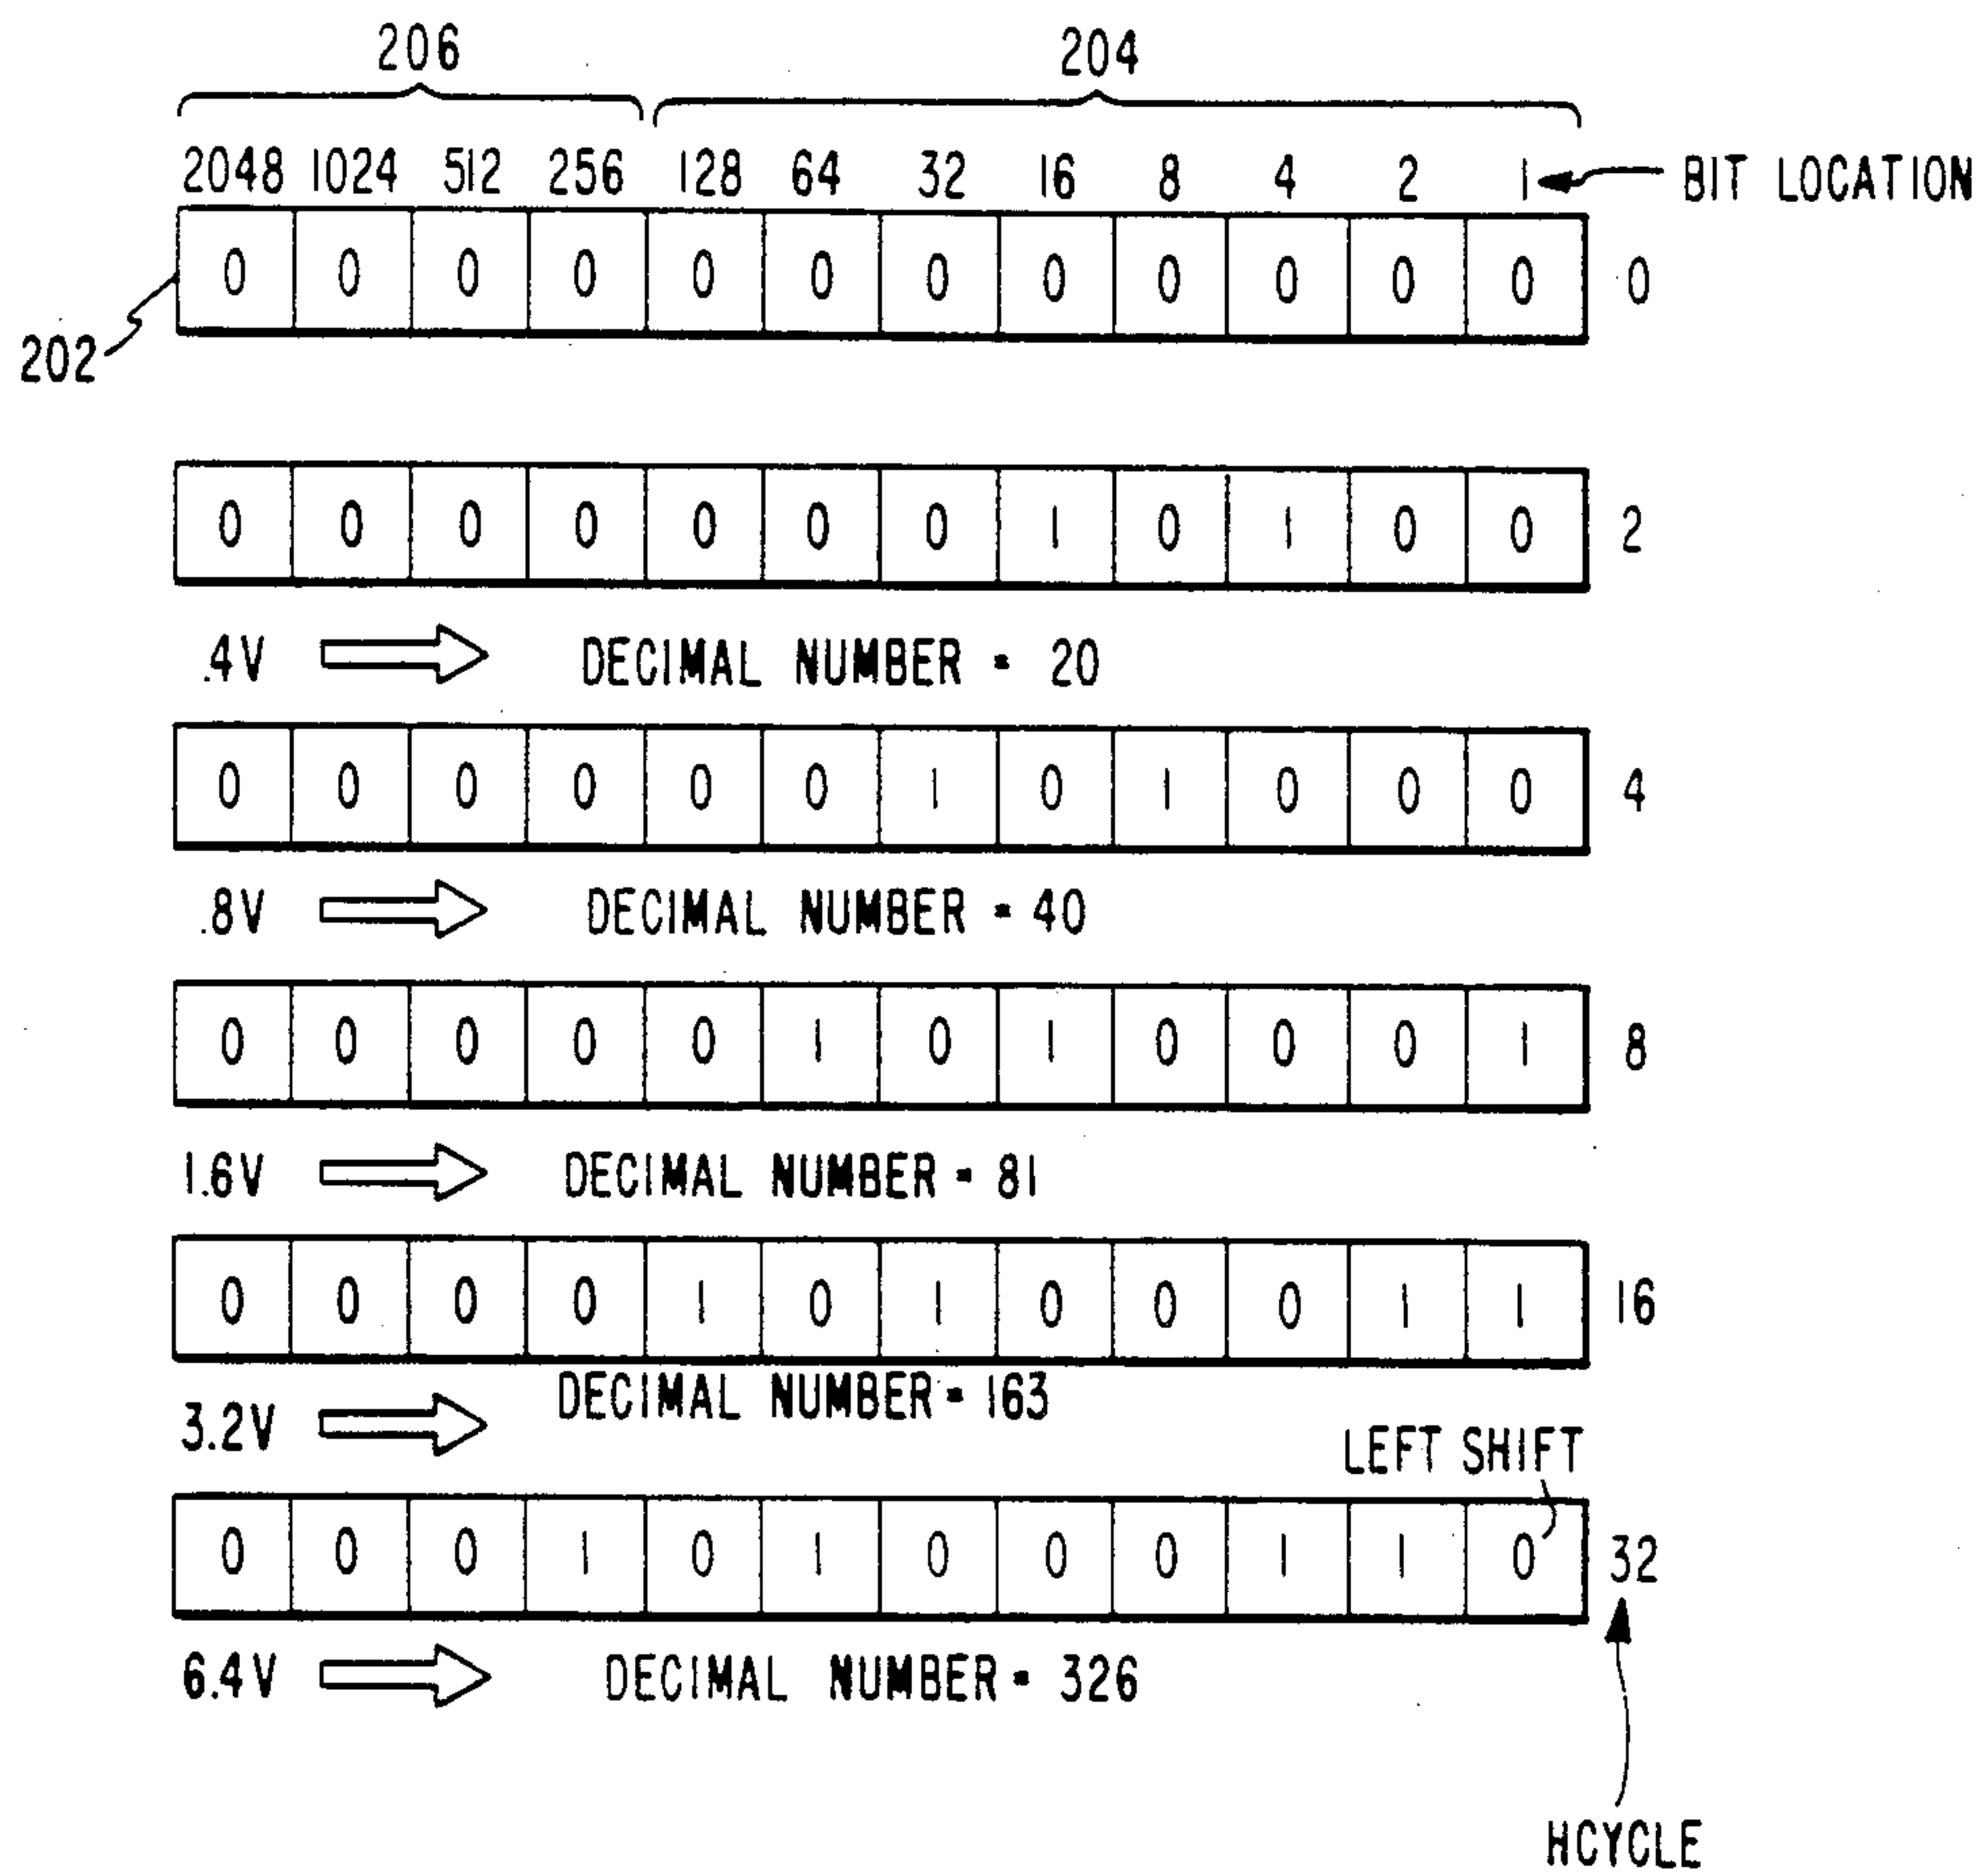 206 204
2048 1024 512 256 128 64 32 16 8 4 2 1 BIT LOCATION
0 0 0 0 0 0 0 0 0 0 0 0 0
202
0 0 0 0 0 0 0 1 0 1 0 0 2
.4V DECIMAL NUMBER = 20
0 0 0 0 0 0 1 0 1 0 0 0 4
.8V DECIMAL NUMBER = 40
0 0 0 0 0 1 0 1 0 0 0 1 8
1.6V DECIMAL NUMBER = 81
0 0 0 0 1 0 1 0 0 0 1 1 16
3.2V DECIMAL NUMBER = 163
LEFT SHIFT
0 0 0 1 0 1 0 0 0 1 1 0 32
6.4V DECIMAL NUMBER = 326
HCYCLE